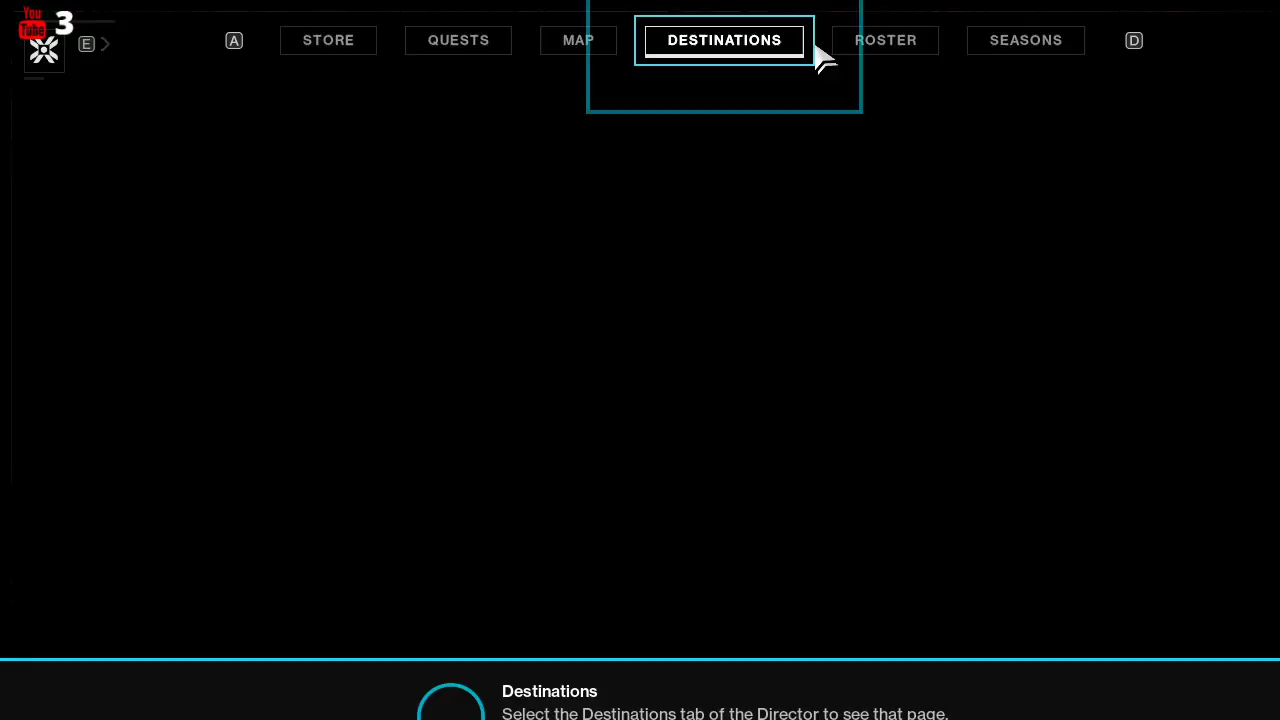 You
Tube 3
E
A
STORE
QUESTS
MAP
DESTINATIONS
ROSTER
SEASONS
D
Destinations
Select the Destinations tab of the Director to see that page.